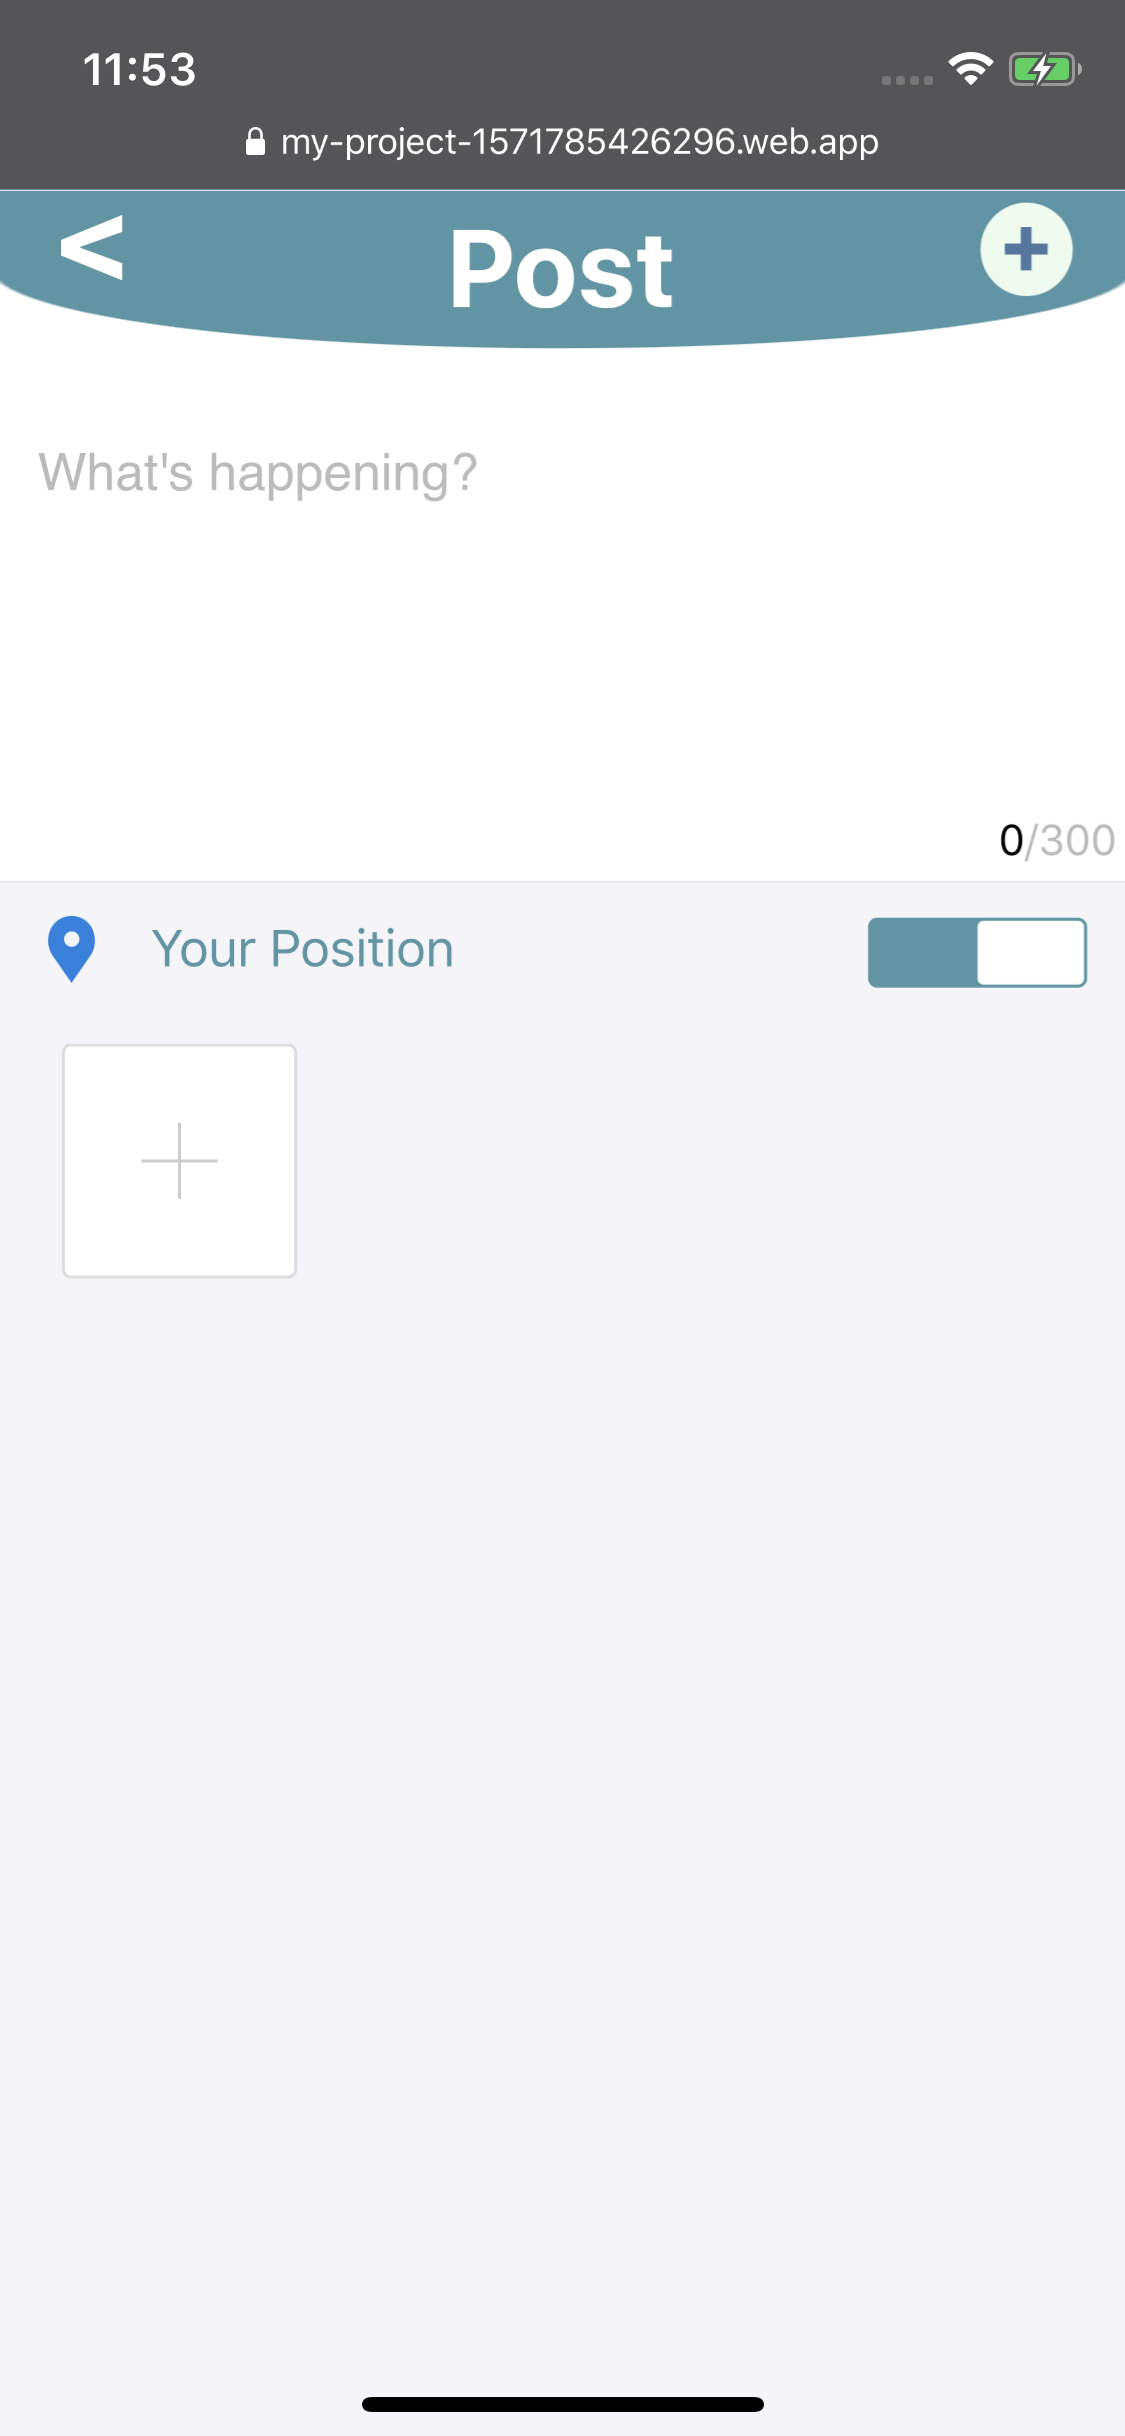 11:53
my-project-1571785426296.web.app
< Post +
What's happening?
0/300
Your Position